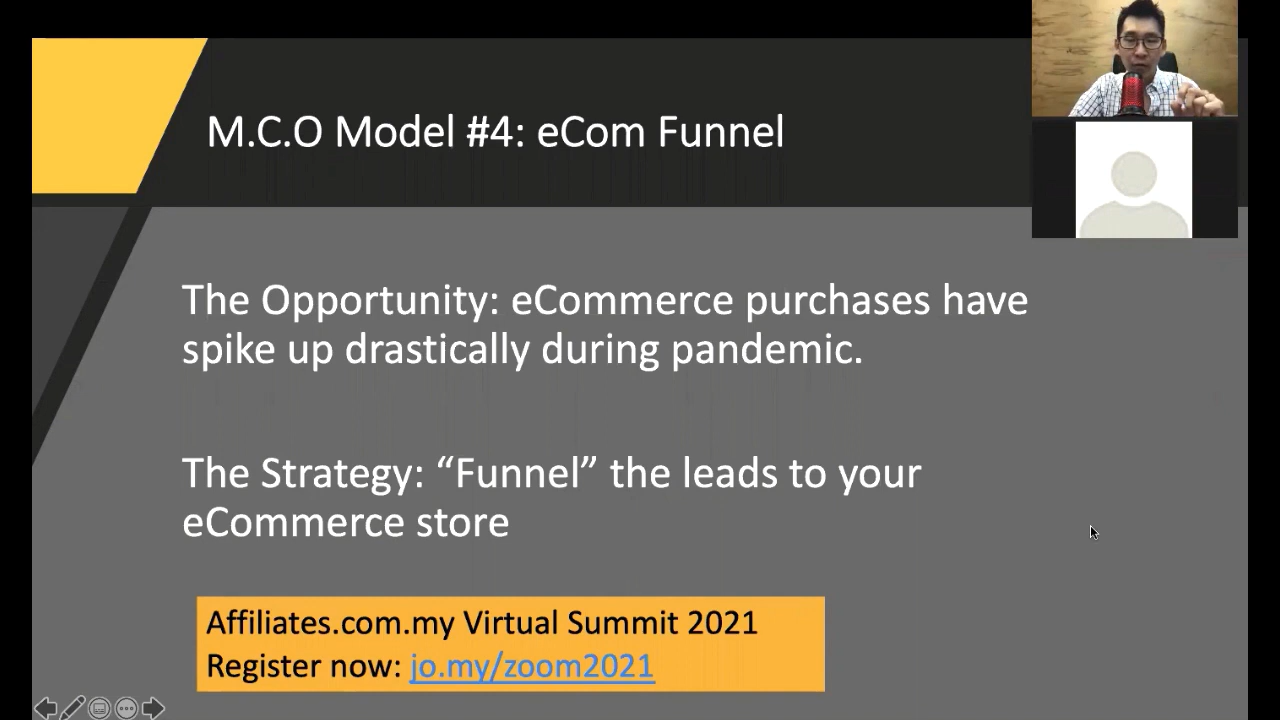 M.C.O Model #4: eCom Funnel
The Opportunity: eCommerce purchases have
spike up drastically during pandemic.
The Strategy: “Funnel” the leads to your
eCommerce store
Affiliates.com.my Virtual Summit 2021
Register now: jo.my/zoom2021